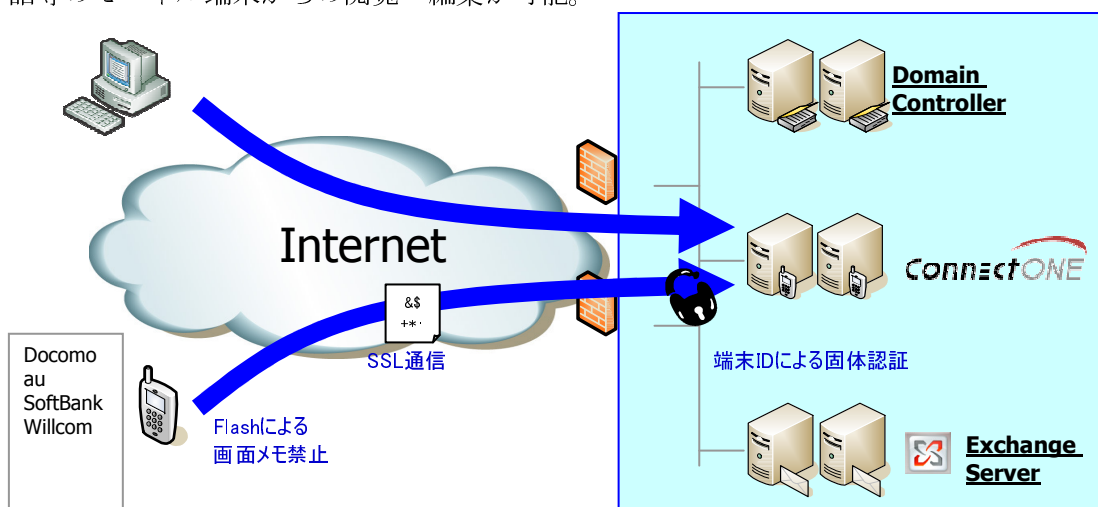 Domain
Controller
Internet
ConnectONE
&$
+*·
SSL通信
端末IDによる固体認証
Docomo
au
SoftBank
Willcom
Flashによる
画面メモ禁止
Exchange
Server